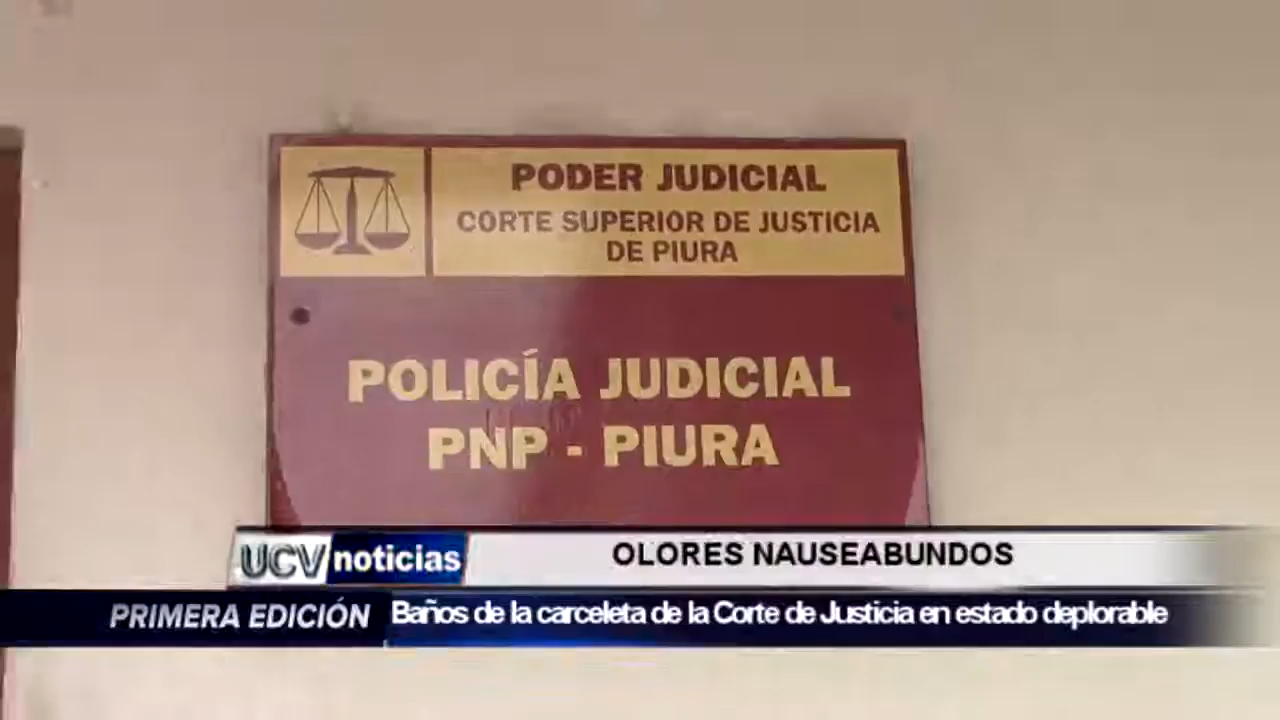 PODER JUDICIAL
CORTE SUPERIOR DE JUSTICIA
DE PIURA
POLICÍA JUDICIAL
PNP - PIURA
UCV noticias
OLORES NAUSEABUNDOS
PRIMERA EDICIÓN
Baños de la carceleta de la Corte de Justicia en estado deplorable